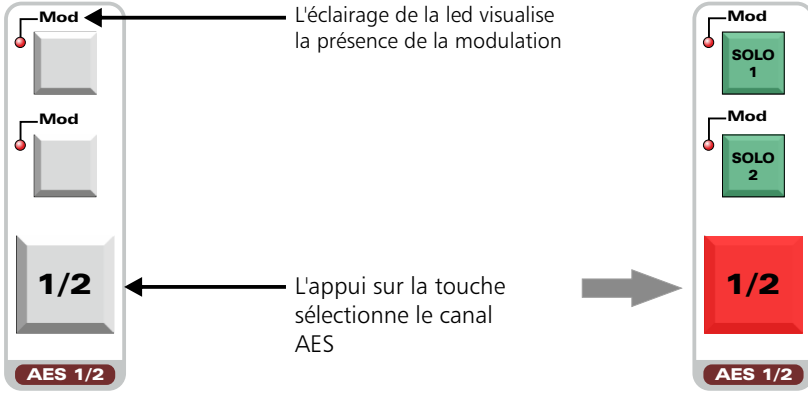 Mod
L'éclairage de la led visualise
la présence de la modulation
Mod
1/2
L'appui sur la touche
sélectionne le canal
AES
AES 1/2
Mod
SOLO
1
Mod
SOLO
2
1/2
AES 1/2